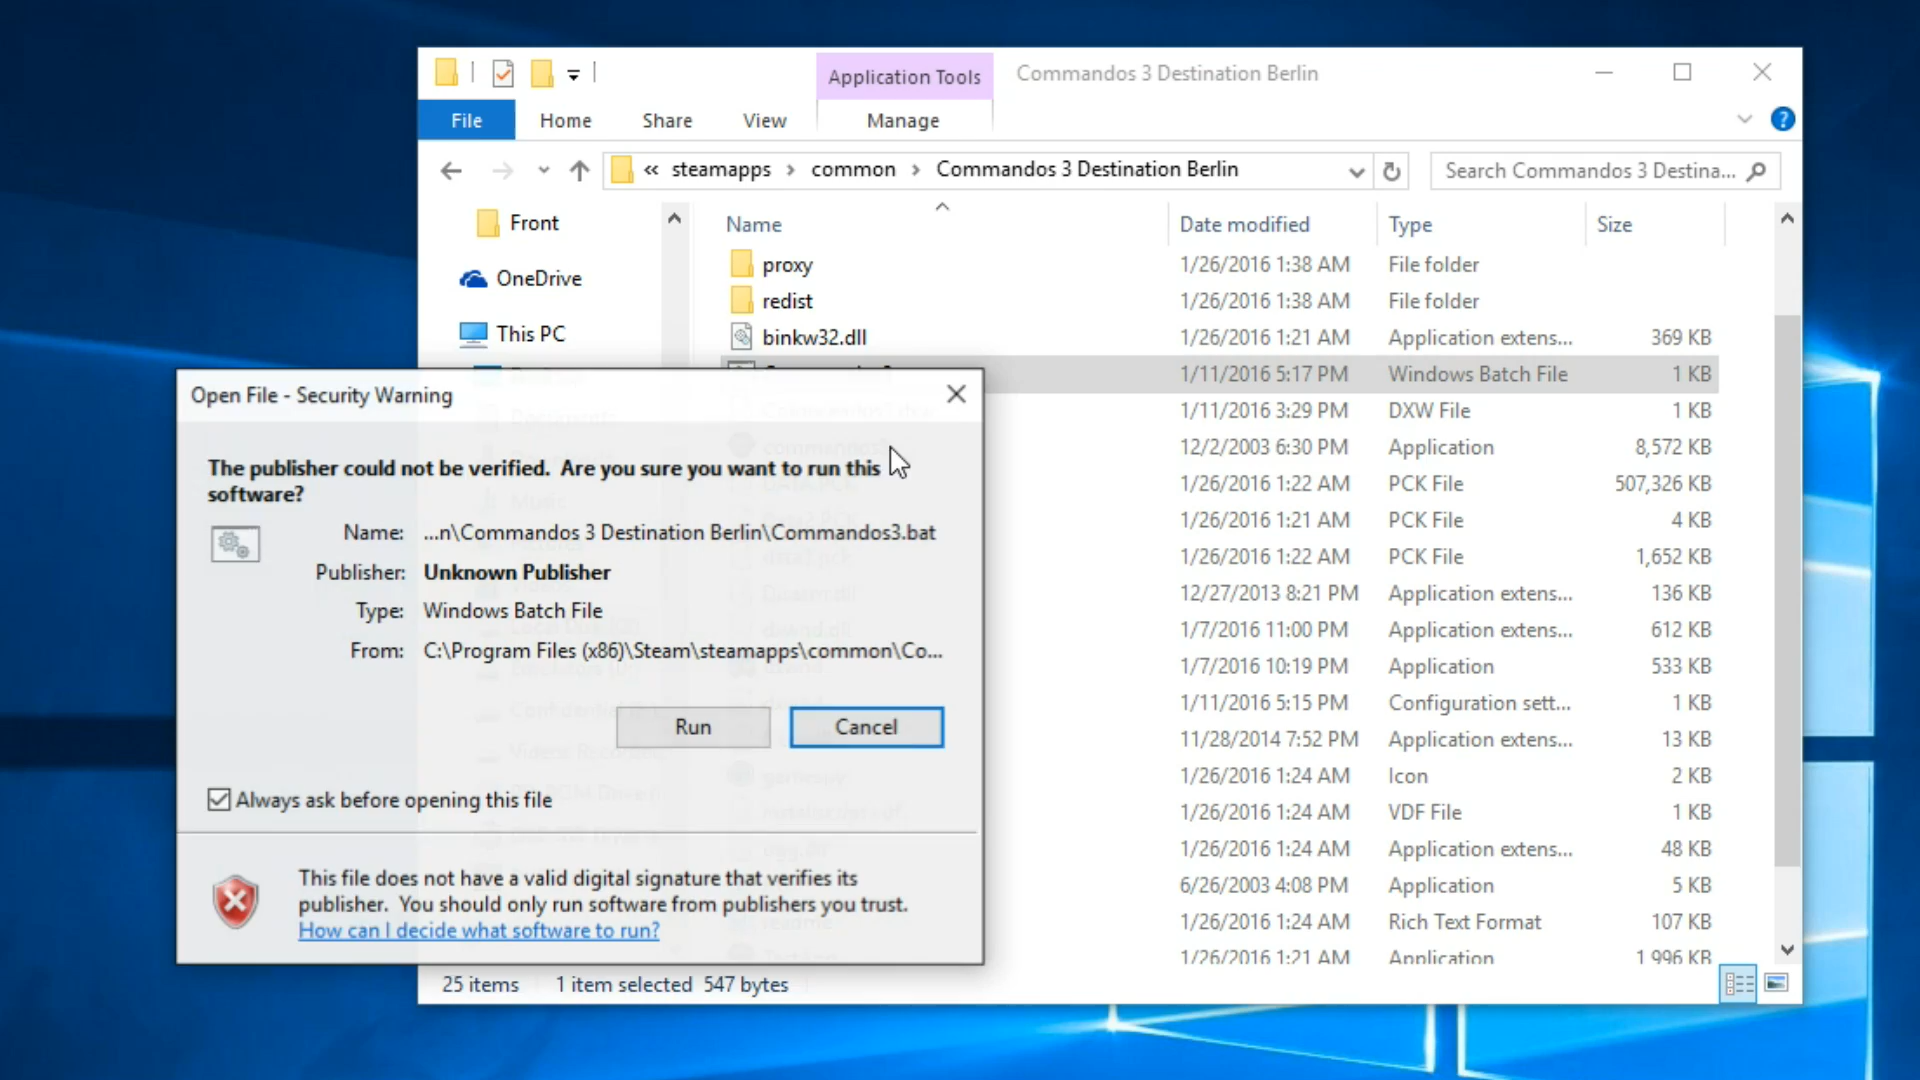 Application Tools
Commandos 3 Destination Berlin
File
Home
Share
View
Manage
« steamapps › common › Commandos 3 Destination Berlin
Search Commandos 3 Destina...
Front
OneDrive
This PC
Name
Date modified
Type
Size
proxy
1/26/2016 1:38 AM
File folder
redist
1/26/2016 1:38 AM
File folder
binkw32.dll
1/26/2016 1:21 AM
Application extens...
369 KB
1/11/2016 5:17 PM
Windows Batch File
1 KB
1/11/2016 3:29 PM
DXW File
1 KB
12/2/2003 6:30 PM
Application
8,572 KB
1/26/2016 1:22 AM
PCK File
507,326 KB
1/26/2016 1:21 AM
PCK File
4 KB
1/26/2016 1:22 AM
PCK File
1,652 KB
12/27/2013 8:21 PM
Application extens...
136 KB
1/7/2016 11:00 PM
Application extens...
612 KB
1/7/2016 10:19 PM
Application
533 KB
1/11/2016 5:15 PM
Configuration sett...
1 KB
11/28/2014 7:52 PM
Application extens...
13 KB
1/26/2016 1:24 AM
Icon
2 KB
1/26/2016 1:24 AM
VDF File
1 KB
1/26/2016 1:24 AM
Application extens...
48 KB
6/26/2003 4:08 PM
Application
5 KB
1/26/2016 1:24 AM
Rich Text Format
107 KB
1/26/2016 1:21 AM
Application
1 996 KB
25 items
1 item selected 547 bytes
Open File - Security Warning
The publisher could not be verified. Are you sure you want to run this
software?
Name: ...n\Commandos 3 Destination Berlin\Commandos3.bat
Publisher: Unknown Publisher
Type: Windows Batch File
From: C:\Program Files (x86)\Steam\steamapps\common\Co...
Run
Cancel
Always ask before opening this file
This file does not have a valid digital signature that verifies its
publisher. You should only run software from publishers you trust.
How can I decide what software to run?